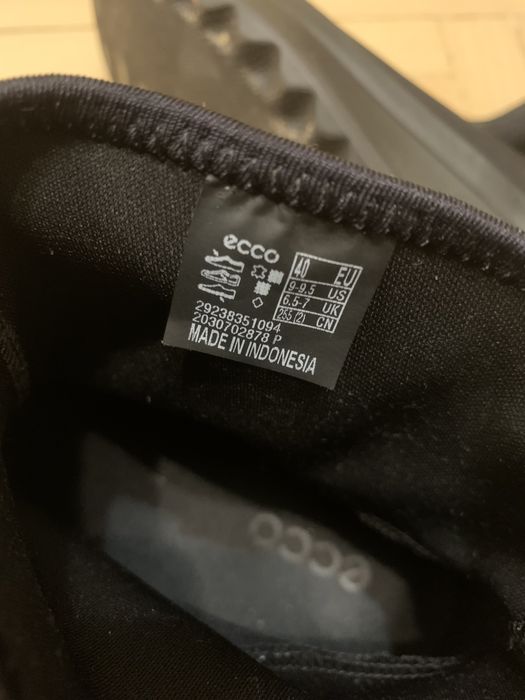 ecco
40 EU
9-9.5 US
6.5-7 UK
255 (2) CN
29238351094
2030702878 P
MADE IN INDONESIA
ecco